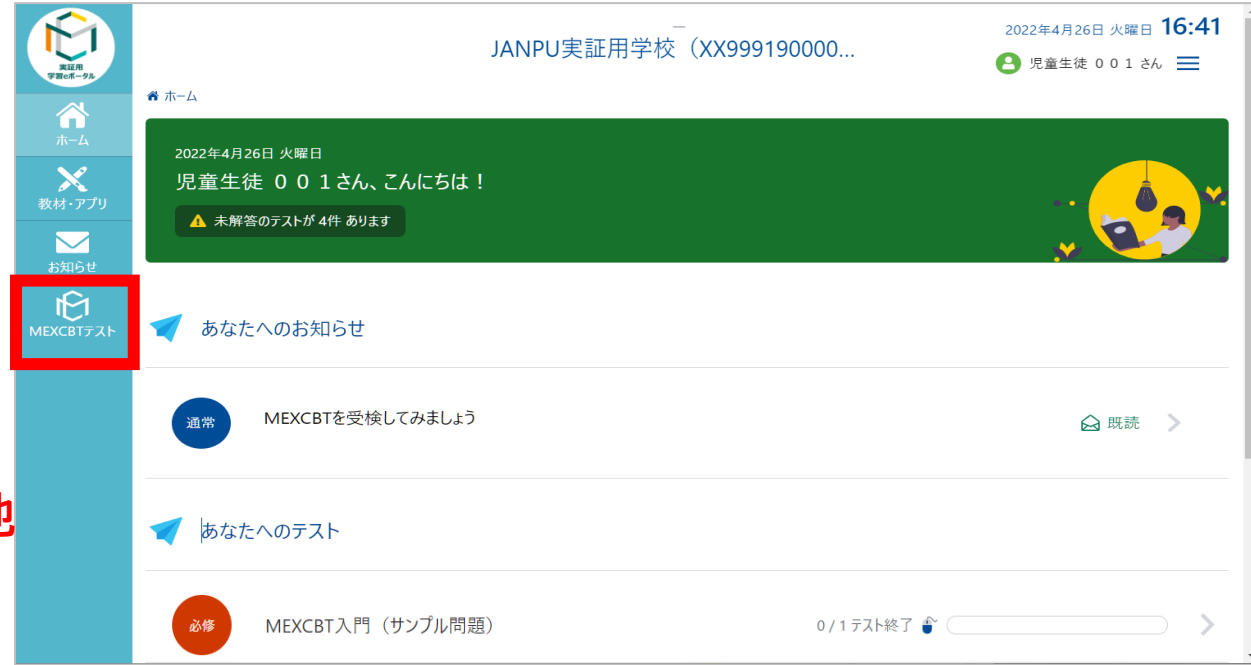 実証用
学習eポータル
JANPU実証用学校（XX999190000...
2022年4月26日 火曜日 16:41
児童生徒 ００１さん
ホーム
ホーム
教材・アプリ
お知らせ
MEXCBTテスト
2022年4月26日 火曜日
児童生徒 ００１さん、こんにちは！
未解答のテストが 4件 あります
あなたへのお知らせ
通常
MEXCBTを受検してみましょう
既読
あなたへのテスト
必修
MEXCBT入門（サンプル問題）
0 / 1 テスト終了